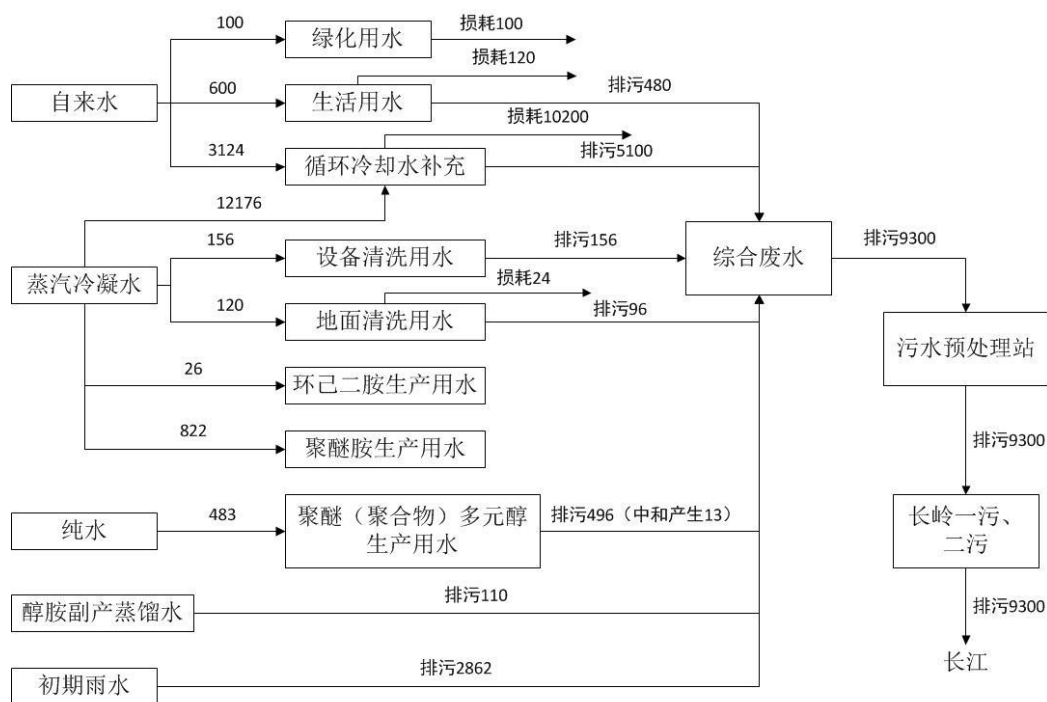 100
绿化用水
损耗100
损耗120
自来水
600
生活用水
排污480
损耗10200
3124
循环冷却水补充
排污5100
12176
156
设备清洗用水
排污156
综合废水
排污9300
蒸汽冷凝水
损耗24
120
地面清洗用水
排污96
污水预处理站
26
环己二胺生产用水
822
聚醚胺生产用水
排污9300
纯水
483
聚醚（聚合物）多元醇
生产用水
排污496（中和产生13）
长岭一污、
二污
醇胺副产蒸馏水
排污110
排污9300
初期雨水
排污2862
长江